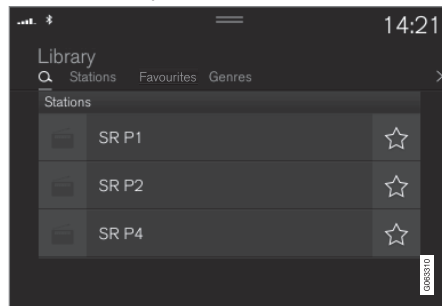 14:21
Library
Stations Favourites Genres
Stations
SR P1
SR P2
SR P4
G063310